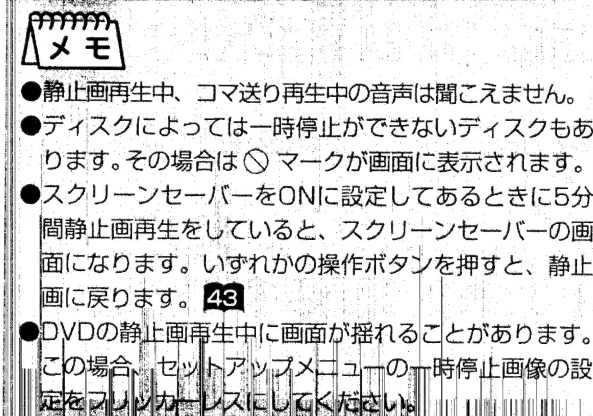 メモ
●静止画再生中、コマ送り再生中の音声は聞こえません。
●ディスクによっては一時停止ができないディスクもあ
ります。その場合は🛇マークが画面に表示されます。
●スクリーンセーバーをONに設定してあるときに5分
間静止画再生をしていると、スクリーンセーバーの画
面になります。いずれかの操作ボタンを押すと、静止
画に戻ります。 43
●DVDの静止画再生中に画面が揺れることがあります。
この場合、セットアップメニューの一時停止画像の設
定をフリッカーレスにしてください。